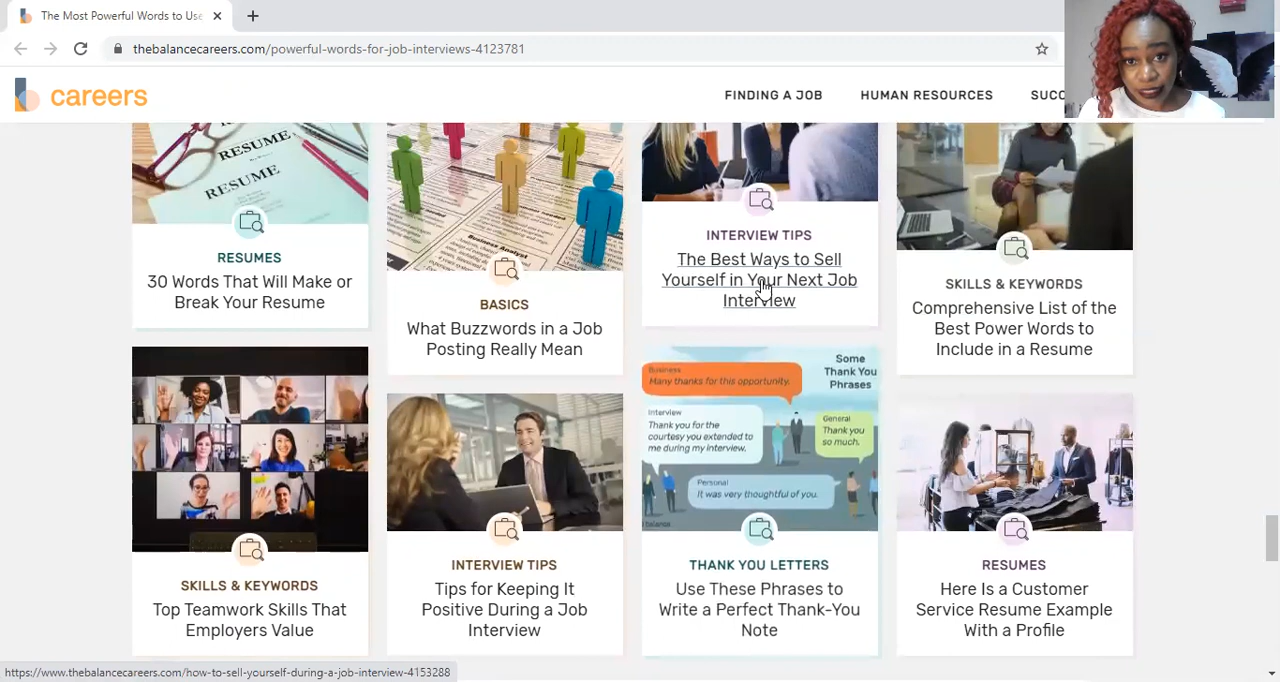 The Most Powerful Words to Use
thebalancecareers.com/powerful-words-for-job-interviews-4123781
careers
FINDING A JOB
HUMAN RESOURCES
SUCC
RESUME
RESUME
RESUMES
30 Words That Will Make or
Break Your Resume
Business Analyst
BASICS
What Buzzwords in a Job
Posting Really Mean
INTERVIEW TIPS
The Best Ways to Sell
Yourself in Your Next Job
Interview
SKILLS & KEYWORDS
Comprehensive List of the
Best Power Words to
Include in a Resume
SKILLS & KEYWORDS
Top Teamwork Skills That
Employers Value
INTERVIEW TIPS
Tips for Keeping It
Positive During a Job
Interview
Some
Thank You
Phrases
Business
Many thanks for this opportunity.
Interview
Thank you for the
courtesy you extended to
me during my interview.
General
Thank you
so much.
Personal
It was very thoughtful of you.
balance
THANK YOU LETTERS
Use These Phrases to
Write a Perfect Thank-You
Note
RESUMES
Here Is a Customer
Service Resume Example
With a Profile
https://www.thebalancecareers.com/how-to-sell-yourself-during-a-job-interview-4153288